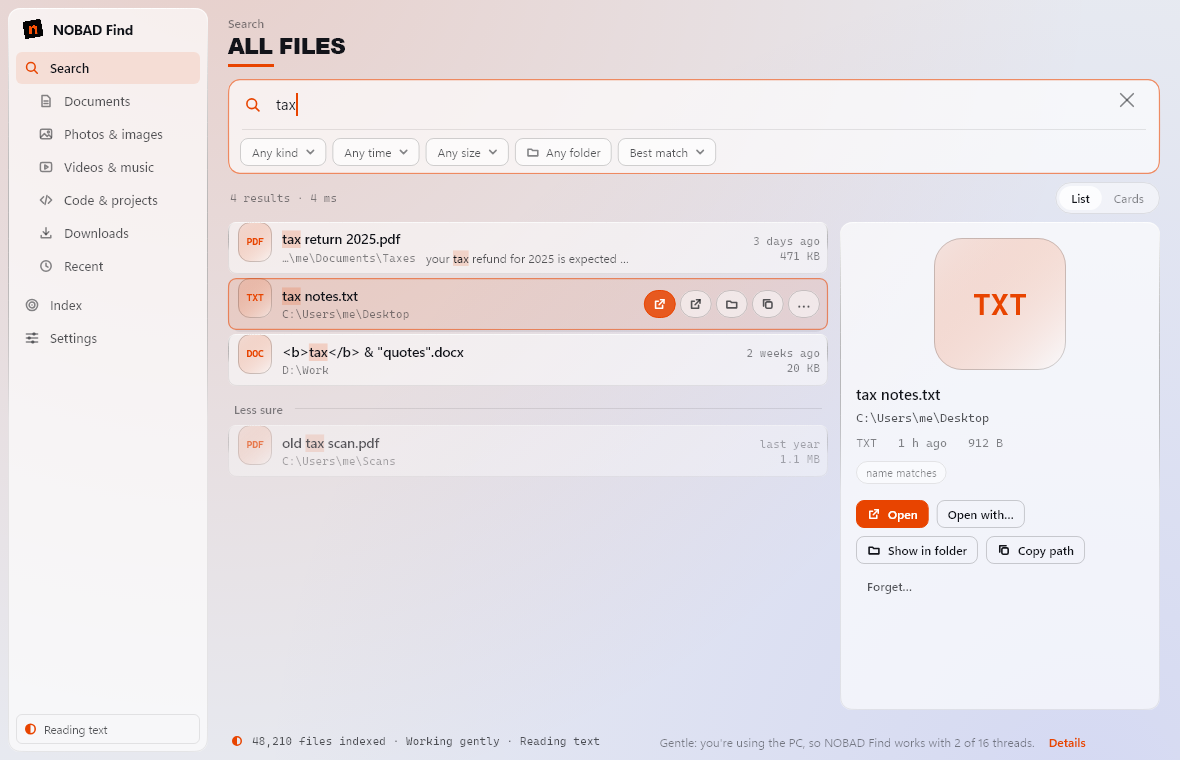 NOBAD Find
Search
Documents
Photos & images
Videos & music
Code & projects
Downloads
Recent
Index
Settings
Reading text
Search
ALL FILES
tax
Any kind
Any time
Any size
Any folder
Best match
4 results · 4 ms
List
Cards
PDF
tax return 2025.pdf
…\me\Documents\Taxes your tax refund for 2025 is expected …
3 days ago
471 KB
TXT
tax notes.txt
C:\Users\me\Desktop
DOC
<b>tax</b> & "quotes".docx
D:\Work
2 weeks ago
20 KB
Less sure
PDF
old tax scan.pdf
C:\Users\me\Scans
last year
1.1 MB
TXT
tax notes.txt
C:\Users\me\Desktop
TXT 1 h ago 912 B
name matches
Open
Open with...
Show in folder
Copy path
Forget...
48,210 files indexed · Working gently · Reading text
Gentle: you're using the PC, so NOBAD Find works with 2 of 16 threads.
Details